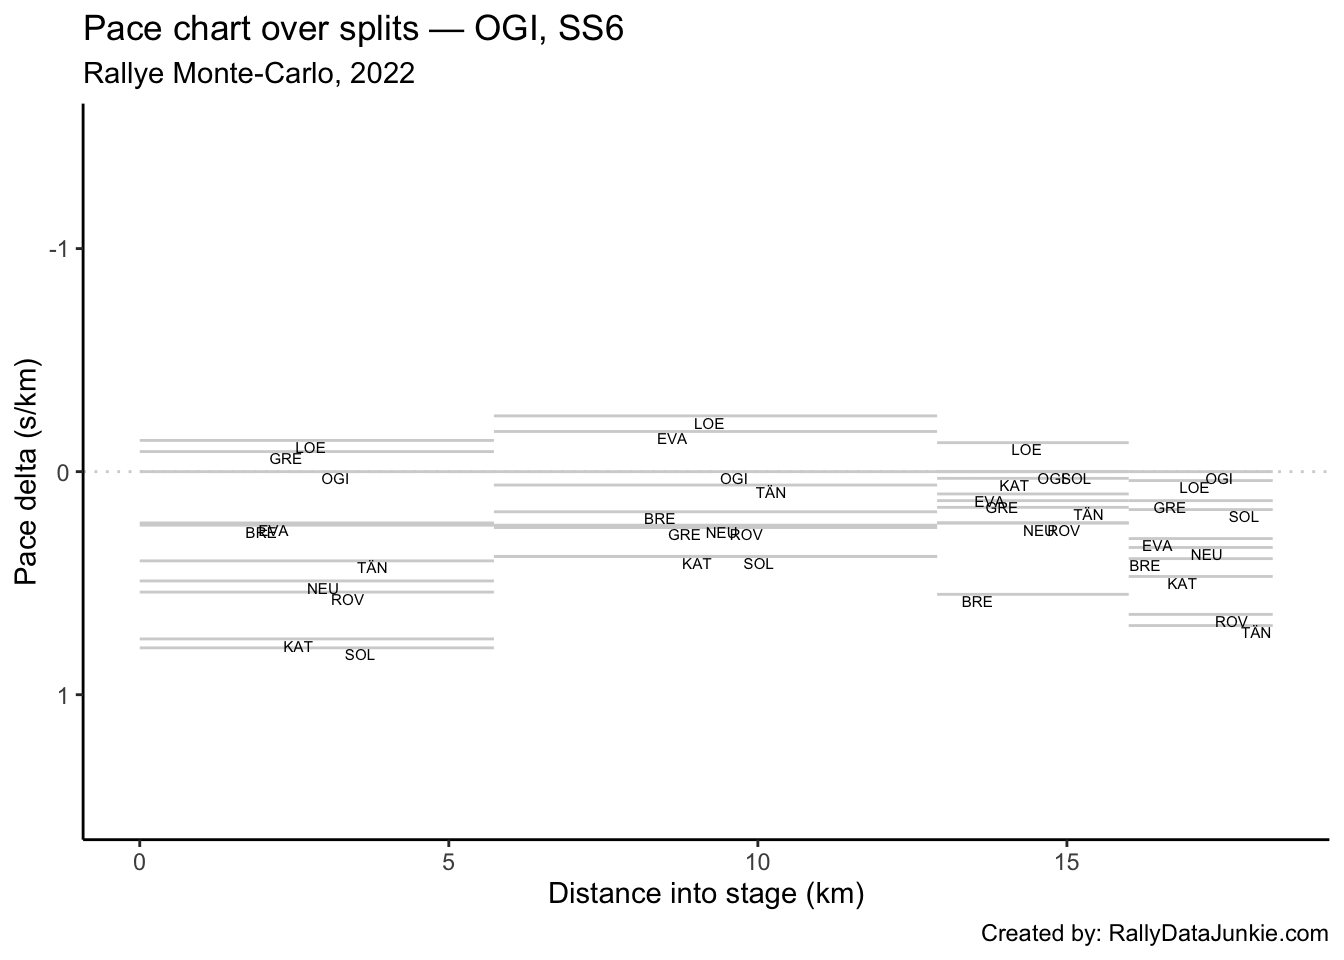 Pace chart over splits — OGI, SS6
Rallye Monte-Carlo, 2022
Pace delta (s/km)
-1
0
1
LOE
GRE
OGI
EVA
BRE
TÄN
NEU
ROV
KAT
SOL
LOE
EVA
OGI
TÄN
BRE
GRE
NEU
ROV
KAT
SOL
LOE
OGI
SOL
KAT
EVA
GRE
TÄN
NEU
ROV
BRE
OGI
LOE
GRE
SOL
EVA
NEU
BRE
KAT
ROV
TÄN
0 5 10 15
Distance into stage (km)
Created by: RallyDataJunkie.com